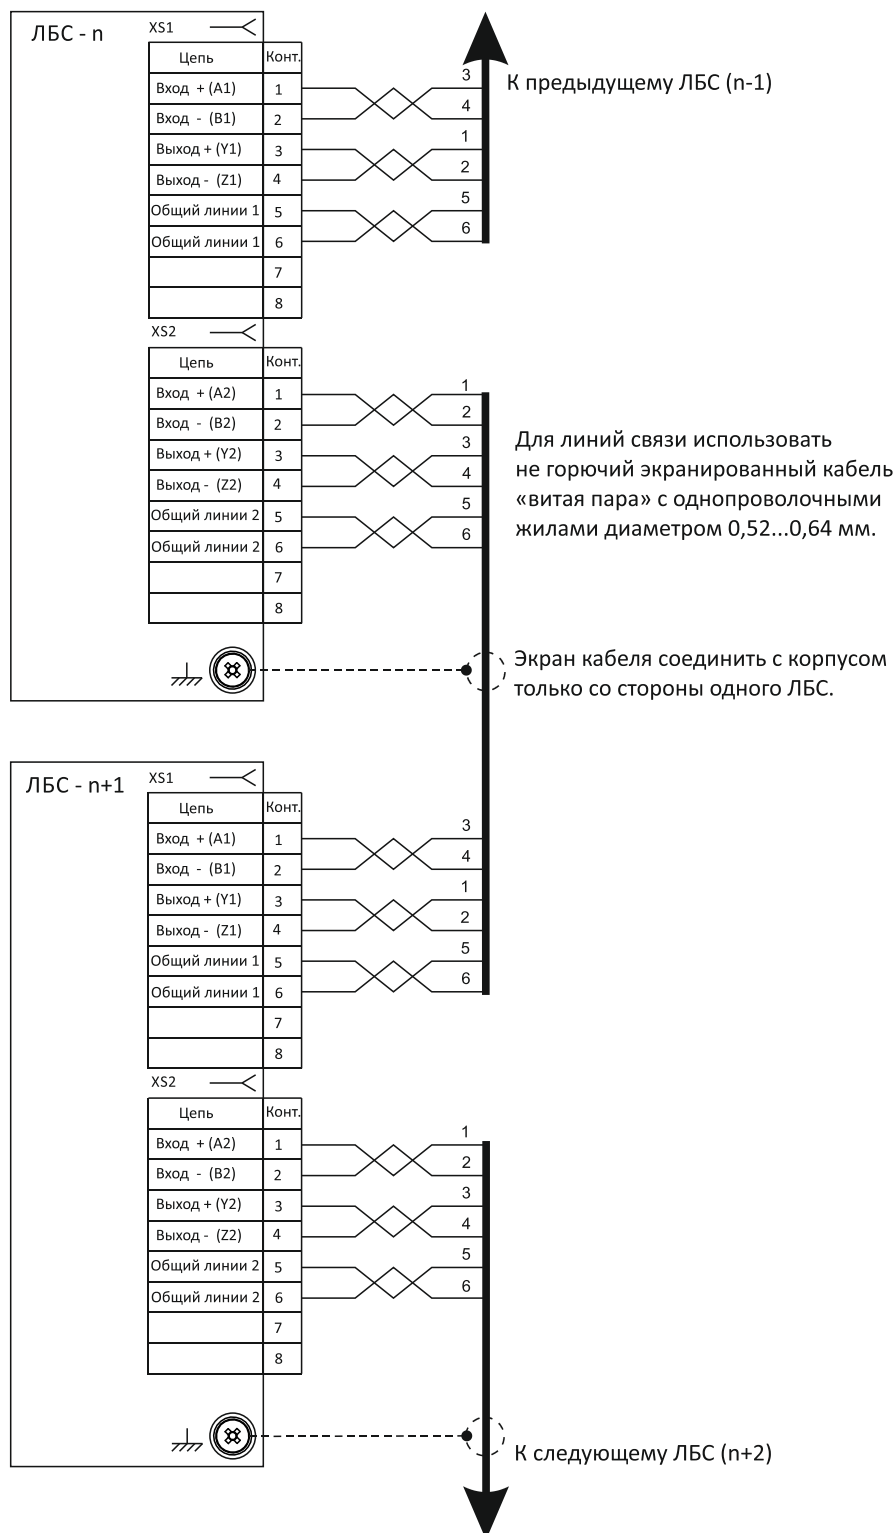 ЛБС - n
XS1
Цепь Конт.
Вход + (A1) 1
Вход - (B1) 2
Выход + (Y1) 3
Выход - (Z1) 4
Общий линии 1 5
Общий линии 1 6
7
8
3
4
1
2
5
6
К предыдущему ЛБС (n-1)
XS2
Цепь Конт.
Вход + (A2) 1
Вход - (B2) 2
Выход + (Y2) 3
Выход - (Z2) 4
Общий линии 2 5
Общий линии 2 6
7
8
1
2
3
4
5
6
Для линий связи использовать
не горючий экранированный кабель
«витая пара» с однопроволочными
жилами диаметром 0,52...0,64 мм.
Экран кабеля соединить с корпусом
только со стороны одного ЛБС.
ЛБС - n+1
XS1
Цепь Конт.
Вход + (A1) 1
Вход - (B1) 2
Выход + (Y1) 3
Выход - (Z1) 4
Общий линии 1 5
Общий линии 1 6
7
8
3
4
1
2
5
6
XS2
Цепь Конт.
Вход + (A2) 1
Вход - (B2) 2
Выход + (Y2) 3
Выход - (Z2) 4
Общий линии 2 5
Общий линии 2 6
7
8
1
2
3
4
5
6
К следующему ЛБС (n+2)